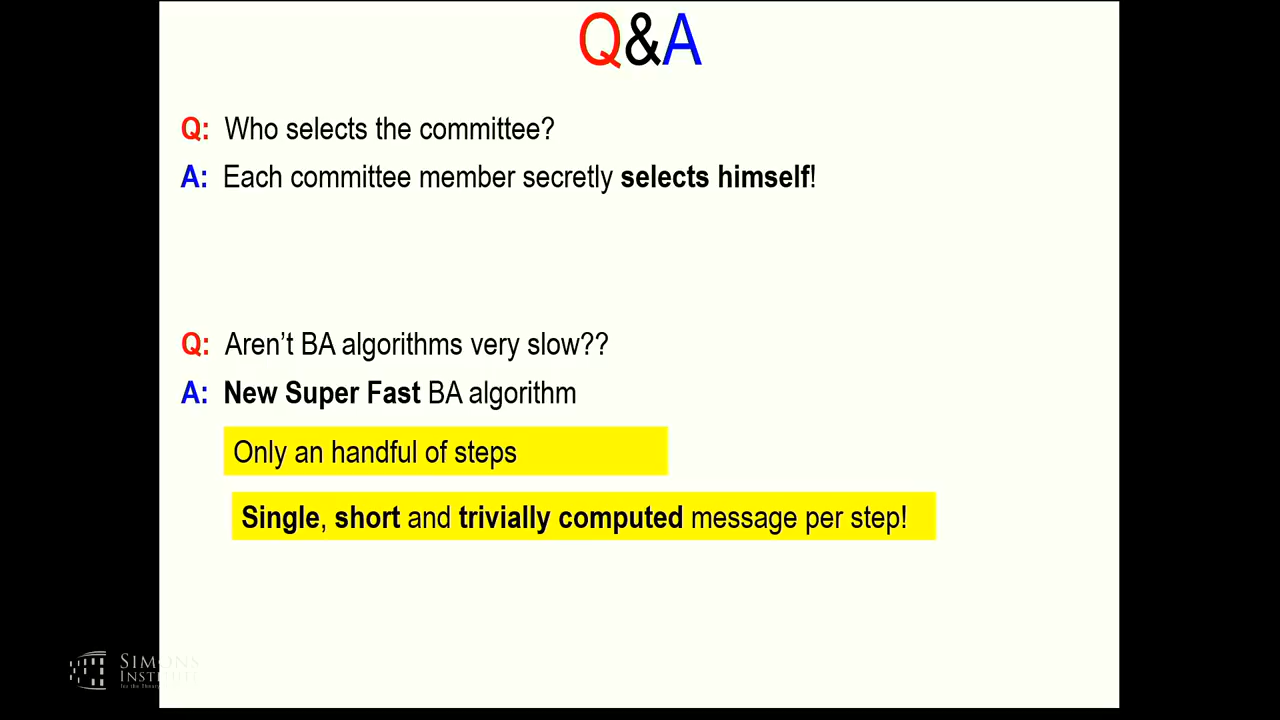 Q&A
Q: Who selects the committee?
A: Each committee member secretly selects himself!
Q: Aren't BA algorithms very slow??
A: New Super Fast BA algorithm
Only an handful of steps
Single, short and trivially computed message per step!
SIMONS